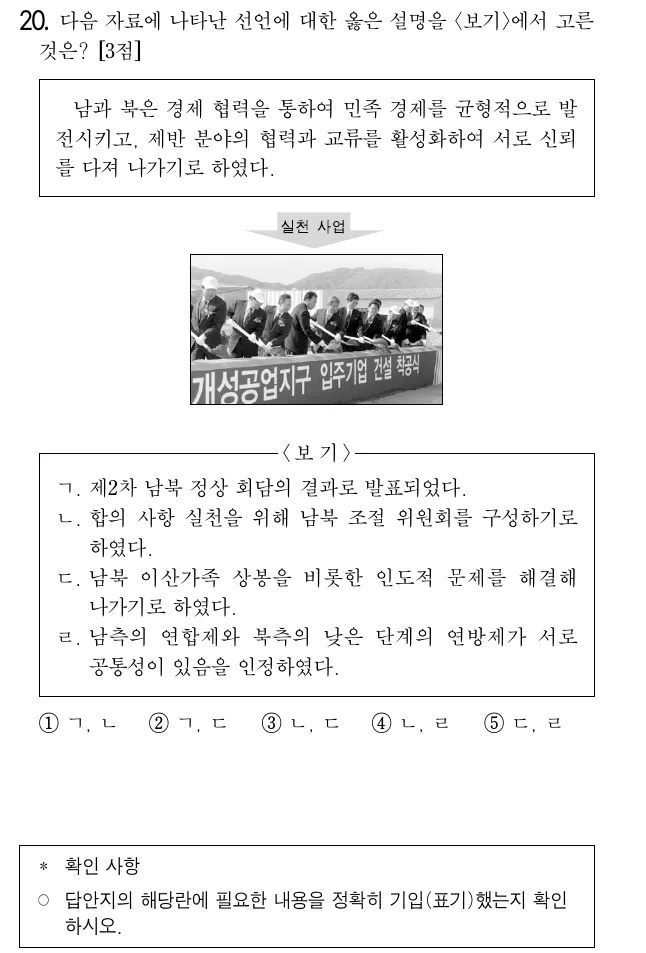 20. 다음 자료에 나타난 선언에 대한 옳은 설명을 〈보기〉에서 고른
것은? [3점]
남과 북은 경제 협력을 통하여 민족 경제를 균형적으로 발
전시키고, 제반 분야의 협력과 교류를 활성화하여 서로 신뢰
를 다져 나가기로 하였다.
실천 사업
개성공업지구 입주기업 건설 착공식
〈보 기〉
ㄱ. 제2차 남북 정상 회담의 결과로 발표되었다.
ㄴ. 합의 사항 실천을 위해 남북 조절 위원회를 구성하기로
하였다.
ㄷ. 남북 이산가족 상봉을 비롯한 인도적 문제를 해결해
나가기로 하였다.
ㄹ. 남측의 연합제와 북측의 낮은 단계의 연방제가 서로
공통성이 있음을 인정하였다.
① ㄱ, ㄴ ② ㄱ, ㄷ ③ ㄴ, ㄷ ④ ㄴ, ㄹ ⑤ ㄷ, ㄹ
* 확인 사항
○ 답안지의 해당란에 필요한 내용을 정확히 기입(표기)했는지 확인
하시오.